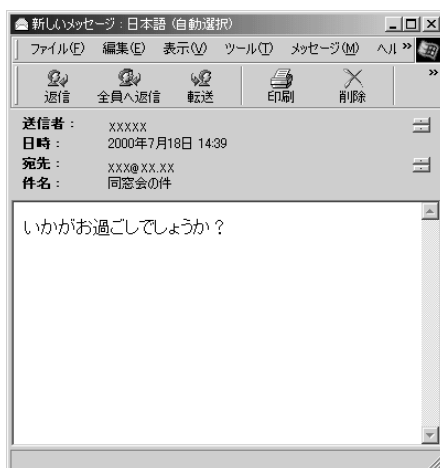 新しいメッセージ : 日本語 (自動選択)
ファイル(F) 編集(E) 表示(V) ツール(T) メッセージ(M) ヘル »
返信 全員へ返信 転送 印刷 削除 »
送信者 : xxxxx
日時 : 2000年7月18日 14:39
宛先 : xxx@xx.xx
件名 : 同窓会の件
いかがお過ごしでしょうか？